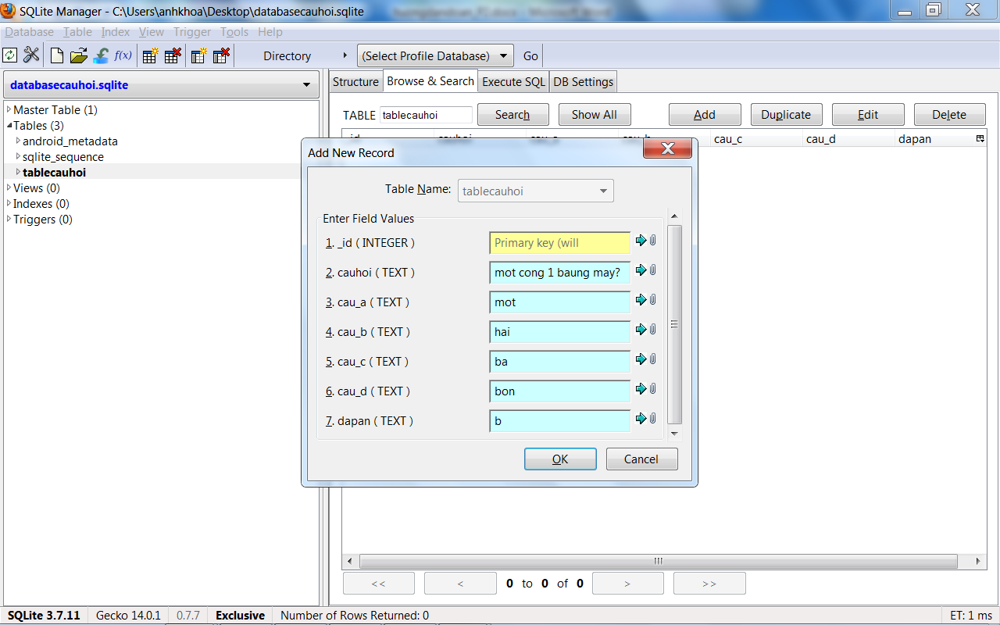 SQLite Manager - C:\Users\anhkhoa\Desktop\databasecauhoi.sqlite
Database Table Index View Trigger Tools Help
f(x) Directory (Select Profile Database) Go
databasecauhoi.sqlite
Master Table (1)
Tables (3)
android_metadata
sqlite_sequence
tablecauhoi
Views (0)
Indexes (0)
Triggers (0)
Structure Browse & Search Execute SQL DB Settings
TABLE tablecauhoi Search Show All Add Duplicate Edit Delete
cau_c cau_d dapan
Add New Record
Table Name: tablecauhoi
Enter Field Values
1. _id ( INTEGER ) Primary key (will
2. cauhoi ( TEXT ) mot cong 1 baung may?
3. cau_a ( TEXT ) mot
4. cau_b ( TEXT ) hai
5. cau_c ( TEXT ) ba
6. cau_d ( TEXT ) bon
7. dapan ( TEXT ) b
OK Cancel
<< < 0 to 0 of 0 > >>
SQLite 3.7.11 Gecko 14.0.1 0.7.7 Exclusive Number of Rows Returned: 0 ET: 1 ms